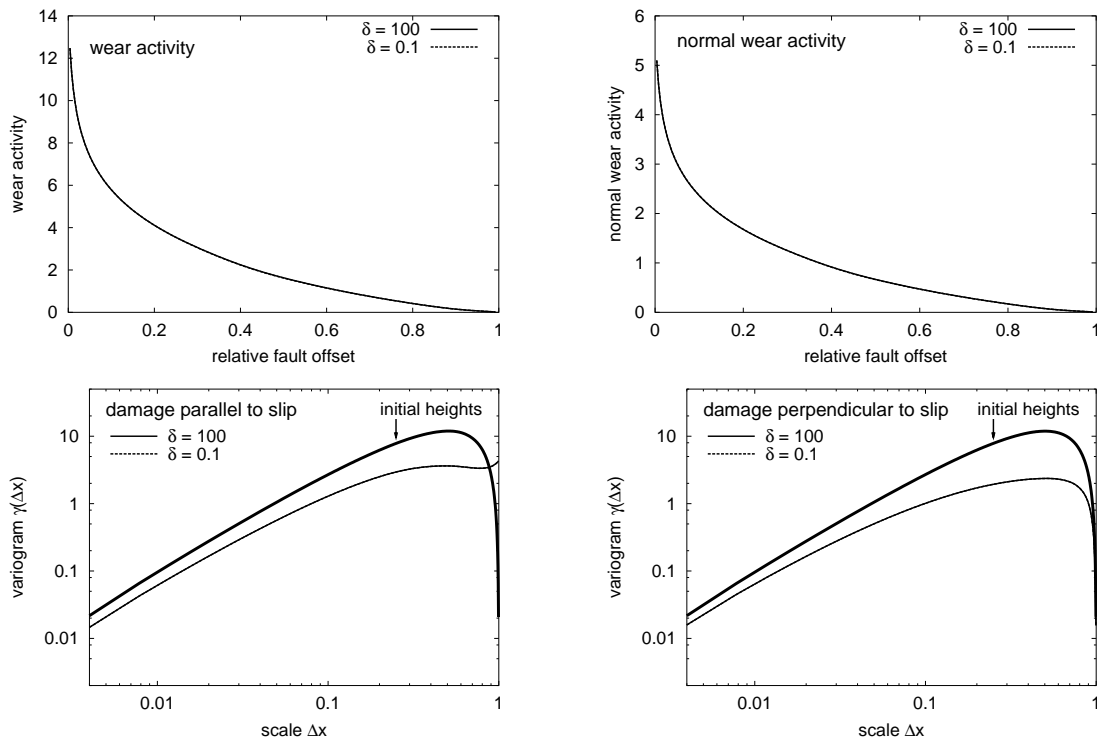 wear activity
δ = 100
δ = 0.1
14
12
10
8
6
4
2
0
wear activity
0 0.2 0.4 0.6 0.8 1
relative fault offset
normal wear activity
δ = 100
δ = 0.1
6
5
4
3
2
1
0
normal wear activity
0 0.2 0.4 0.6 0.8 1
relative fault offset
damage parallel to slip
δ = 100
δ = 0.1
initial heights
10
1
0.1
0.01
variogram γ(Δx)
0.01 0.1 1
scale Δx
damage perpendicular to slip
δ = 100
δ = 0.1
initial heights
10
1
0.1
0.01
variogram γ(Δx)
0.01 0.1 1
scale Δx